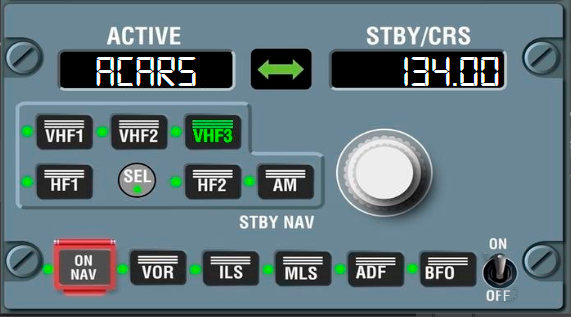 ACTIVE STBY/CRS
ACARS 134.00
VHF1 VHF2 VHF3
HF1 SEL HF2 AM
STBY NAV
ON NAV VOR ILS MLS ADF BFO ON OFF